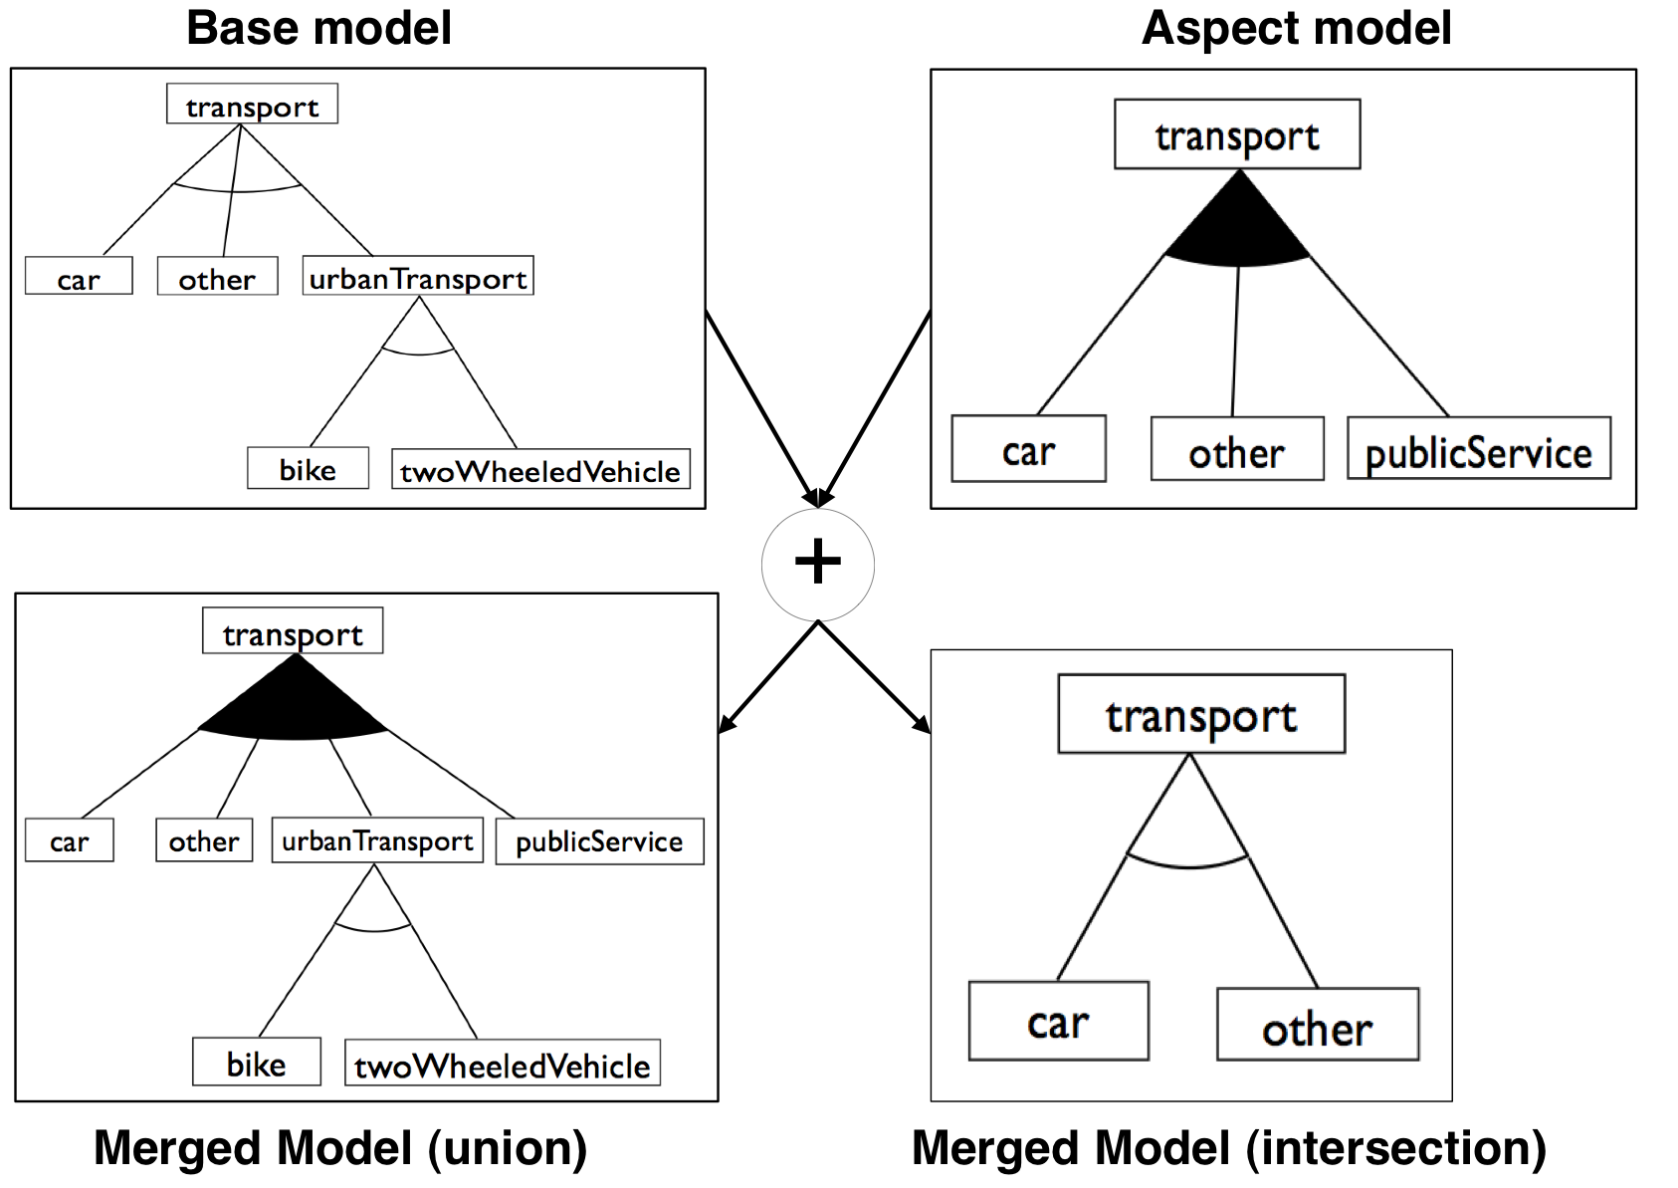 Base model
Aspect model
transport
car
other
urbanTransport
bike
twoWheeledVehicle
transport
car
other
publicService
+
transport
car
other
urbanTransport
publicService
bike
twoWheeledVehicle
transport
car
other
Merged Model (union)
Merged Model (intersection)